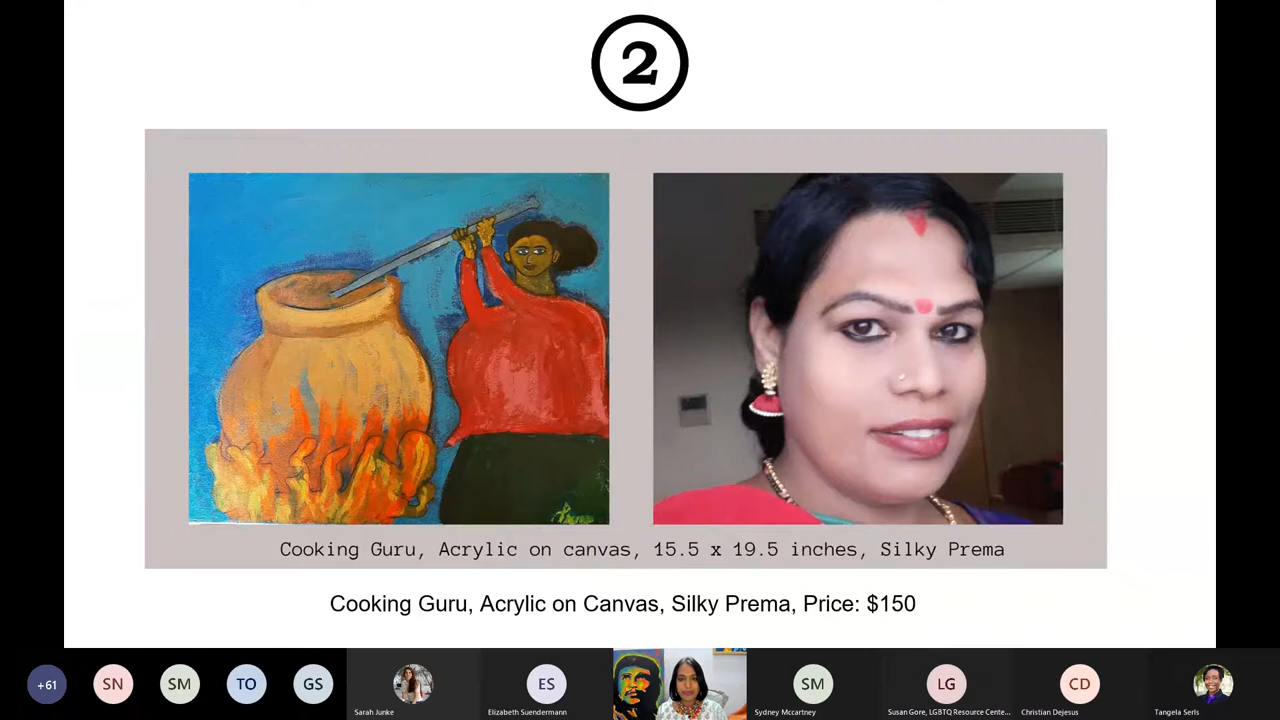 2
Cooking Guru, Acrylic on canvas, 15.5 x 19.5 inches, Silky Prema
Cooking Guru, Acrylic on Canvas, Silky Prema, Price: $150
+61
SN
SM
TO
GS
Sarah Junke
ES
Elizabeth Suendermann
SM
Sydney Mccartney
LG
Susan Gore, LGBTQ Resource Cente...
CD
Christian Dejesus
Tangela Serls